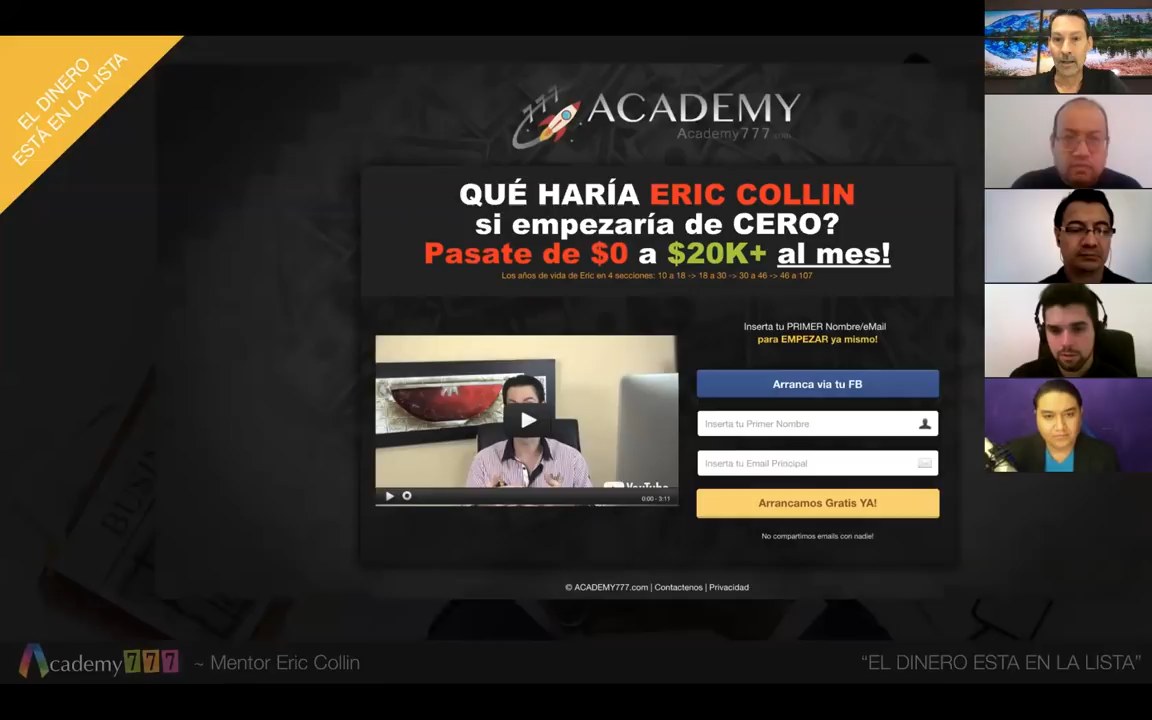 EL DINERO
ESTÁ EN LA LISTA
777
ACADEMY
Academy777.com
QUÉ HARÍA ERIC COLLIN
si empezaría de CERO?
Pasate de $0 a $20K+ al mes!
Los años de vida de Eric en 4 secciones: 10 a 18 -> 18 a 30 -> 30 a 46 -> 46 a 107
Inserta tu PRIMER Nombre/eMail
para EMPEZAR ya mismo!
Arranca via tu FB
Inserta tu Primer Nombre
Inserta tu Email Principal
Arrancamos Gratis YA!
No compartimos emails con nadie!
YouTube
0:00 - 3:11
© ACADEMY777.com | Contactenos | Privacidad
Academy777 ~ Mentor Eric Collin
“EL DINERO ESTA EN LA LISTA”